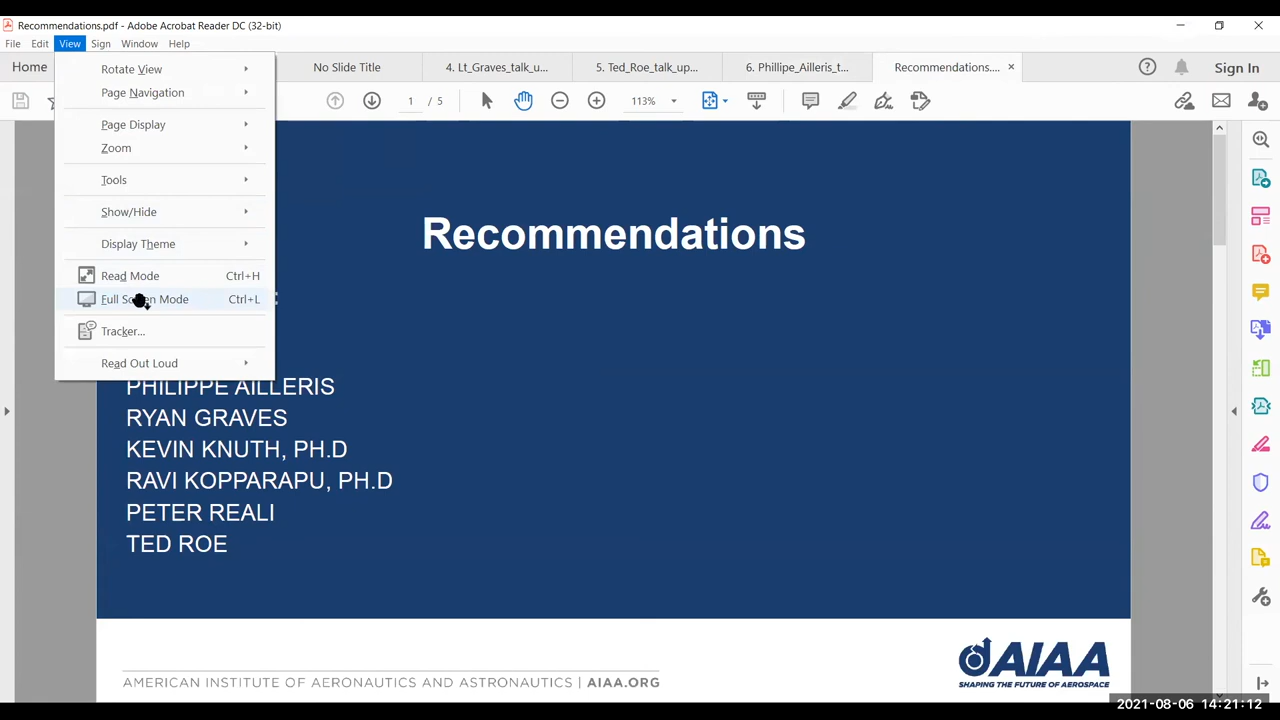 Recommendations.pdf - Adobe Acrobat Reader DC (32-bit)
File Edit View Sign Window Help
Home No Slide Title 4. Lt_Graves_talk_u... 5. Ted_Roe_talk_up... 6. Phillipe_Ailleris_t... Recommendations.... × Sign In
1 / 5 113%
Rotate View
Page Navigation
Page Display
Zoom
Tools
Show/Hide
Display Theme
Read Mode Ctrl+H
Full Screen Mode Ctrl+L
Tracker...
Read Out Loud
Recommendations
PHILIPPE AILLERIS
RYAN GRAVES
KEVIN KNUTH, PH.D
RAVI KOPPARAPU, PH.D
PETER REALI
TED ROE
AMERICAN INSTITUTE OF AERONAUTICS AND ASTRONAUTICS | AIAA.ORG
AIAA
SHAPING THE FUTURE OF AEROSPACE
2021-08-06 14:21:12